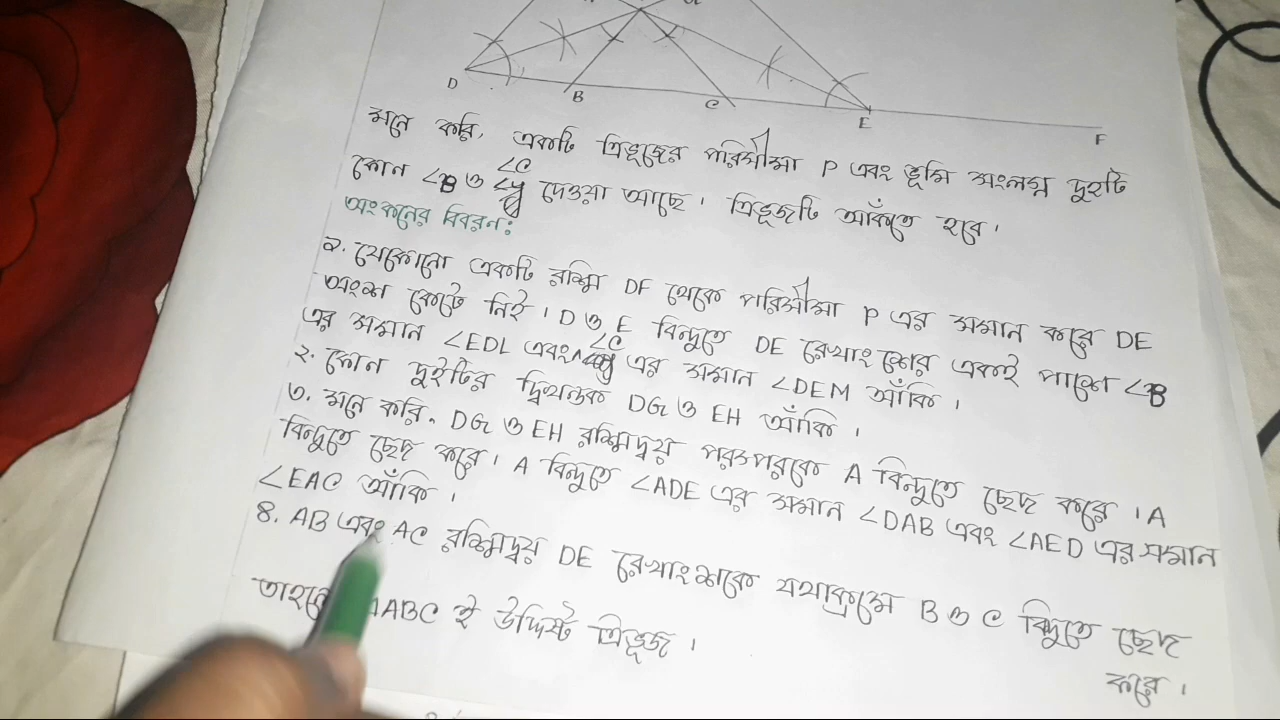 D
B
C
E
F
মনে করি, একটি ত্রিভূজের পরিসীমা P এবং ভূমি সংলগ্ন দুইটি
কোন ∠B ও ∠C দেওয়া আছে। ত্রিভূজটি আঁকতে হবে।
অংকনের বিবরণ:
১. যেকোনো একটি রশ্মি DF থেকে পরিসীমা P এর সমান করে DE
অংশ কেটে নিই। D ও E বিন্দুতে DE রেখাংশের একই পাশে ∠B
এর সমান ∠EDL এবং ∠C এর সমান ∠DEM আঁকি।
২. কোন দুইটির দ্বিখন্ডক DG ও EH আঁকি।
৩. মনে করি, DG ও EH রশ্মিদ্বয় পরস্পরকে A বিন্দুতে ছেদ করে। A
বিন্দুতে ছেদ করে। A বিন্দুতে ∠ADE এর সমান ∠DAB এবং ∠AED এর সমান
∠EAC আঁকি।
৪. AB এবং AC রশ্মিদ্বয় DE রেখাংশকে যথাক্রমে B ও C বিন্দুতে ছেদ
করে।
ABC ই উদ্দিষ্ট ত্রিভূজ।